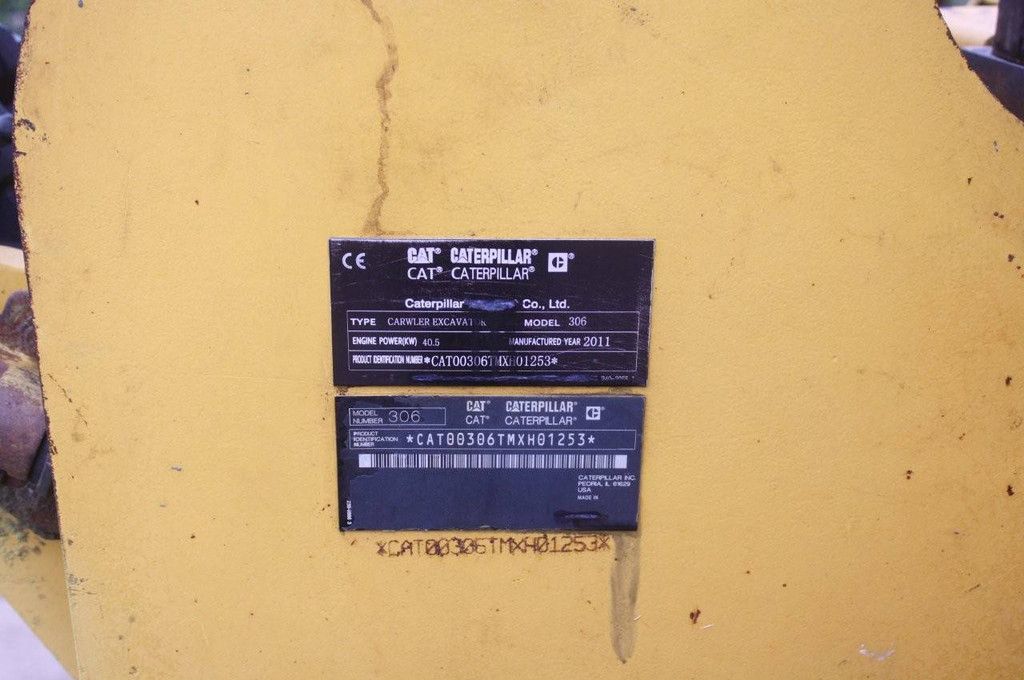 CE CAT® CATERPILLAR® C®
CAT® CATERPILLAR®
Caterpillar Co., Ltd.
TYPE CARWLER EXCAVATOR MODEL 306
ENGINE POWER(KW) 40.5 MANUFACTURED YEAR 2011
PRODUCT IDENTIFICATION NUMBER *CAT00306TMXH01253*
MODEL NUMBER 306
CAT® CATERPILLAR® C®
CAT® CATERPILLAR®
PRODUCT IDENTIFICATION NUMBER *CAT00306TMXH01253*
CATERPILLAR INC.
PEORIA, IL 61629
USA
MADE IN
*CAT00306TMXH01253*